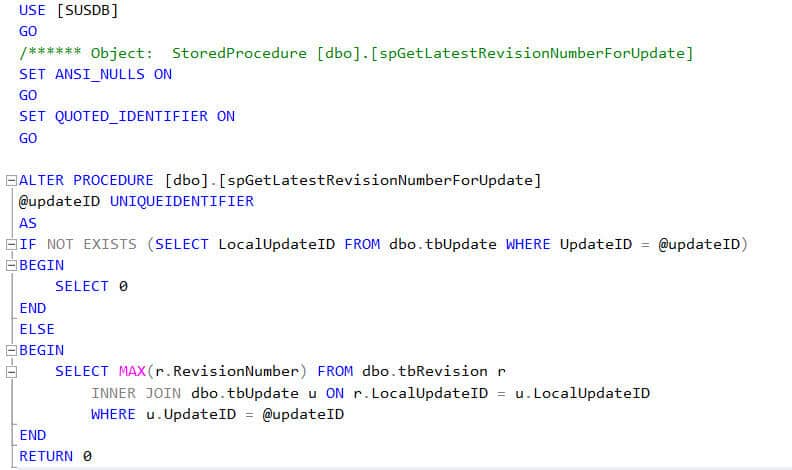 USE [SUSDB]
GO
/****** Object:  StoredProcedure [dbo].[spGetLatestRevisionNumberForUpdate]
SET ANSI_NULLS ON
GO
SET QUOTED_IDENTIFIER ON
GO
ALTER PROCEDURE [dbo].[spGetLatestRevisionNumberForUpdate]
@updateID UNIQUEIDENTIFIER
AS
IF NOT EXISTS (SELECT LocalUpdateID FROM dbo.tbUpdate WHERE UpdateID = @updateID)
BEGIN
    SELECT 0
END
ELSE
BEGIN
    SELECT MAX(r.RevisionNumber) FROM dbo.tbRevision r
        INNER JOIN dbo.tbUpdate u ON r.LocalUpdateID = u.LocalUpdateID
        WHERE u.UpdateID = @updateID
END
RETURN 0